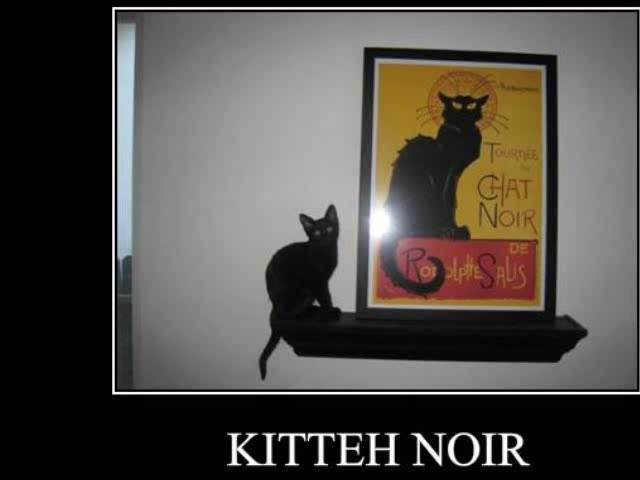 Tournée
du
CHAT
NOIR
DE
RODOLPHE SALIS
KITTEH NOIR